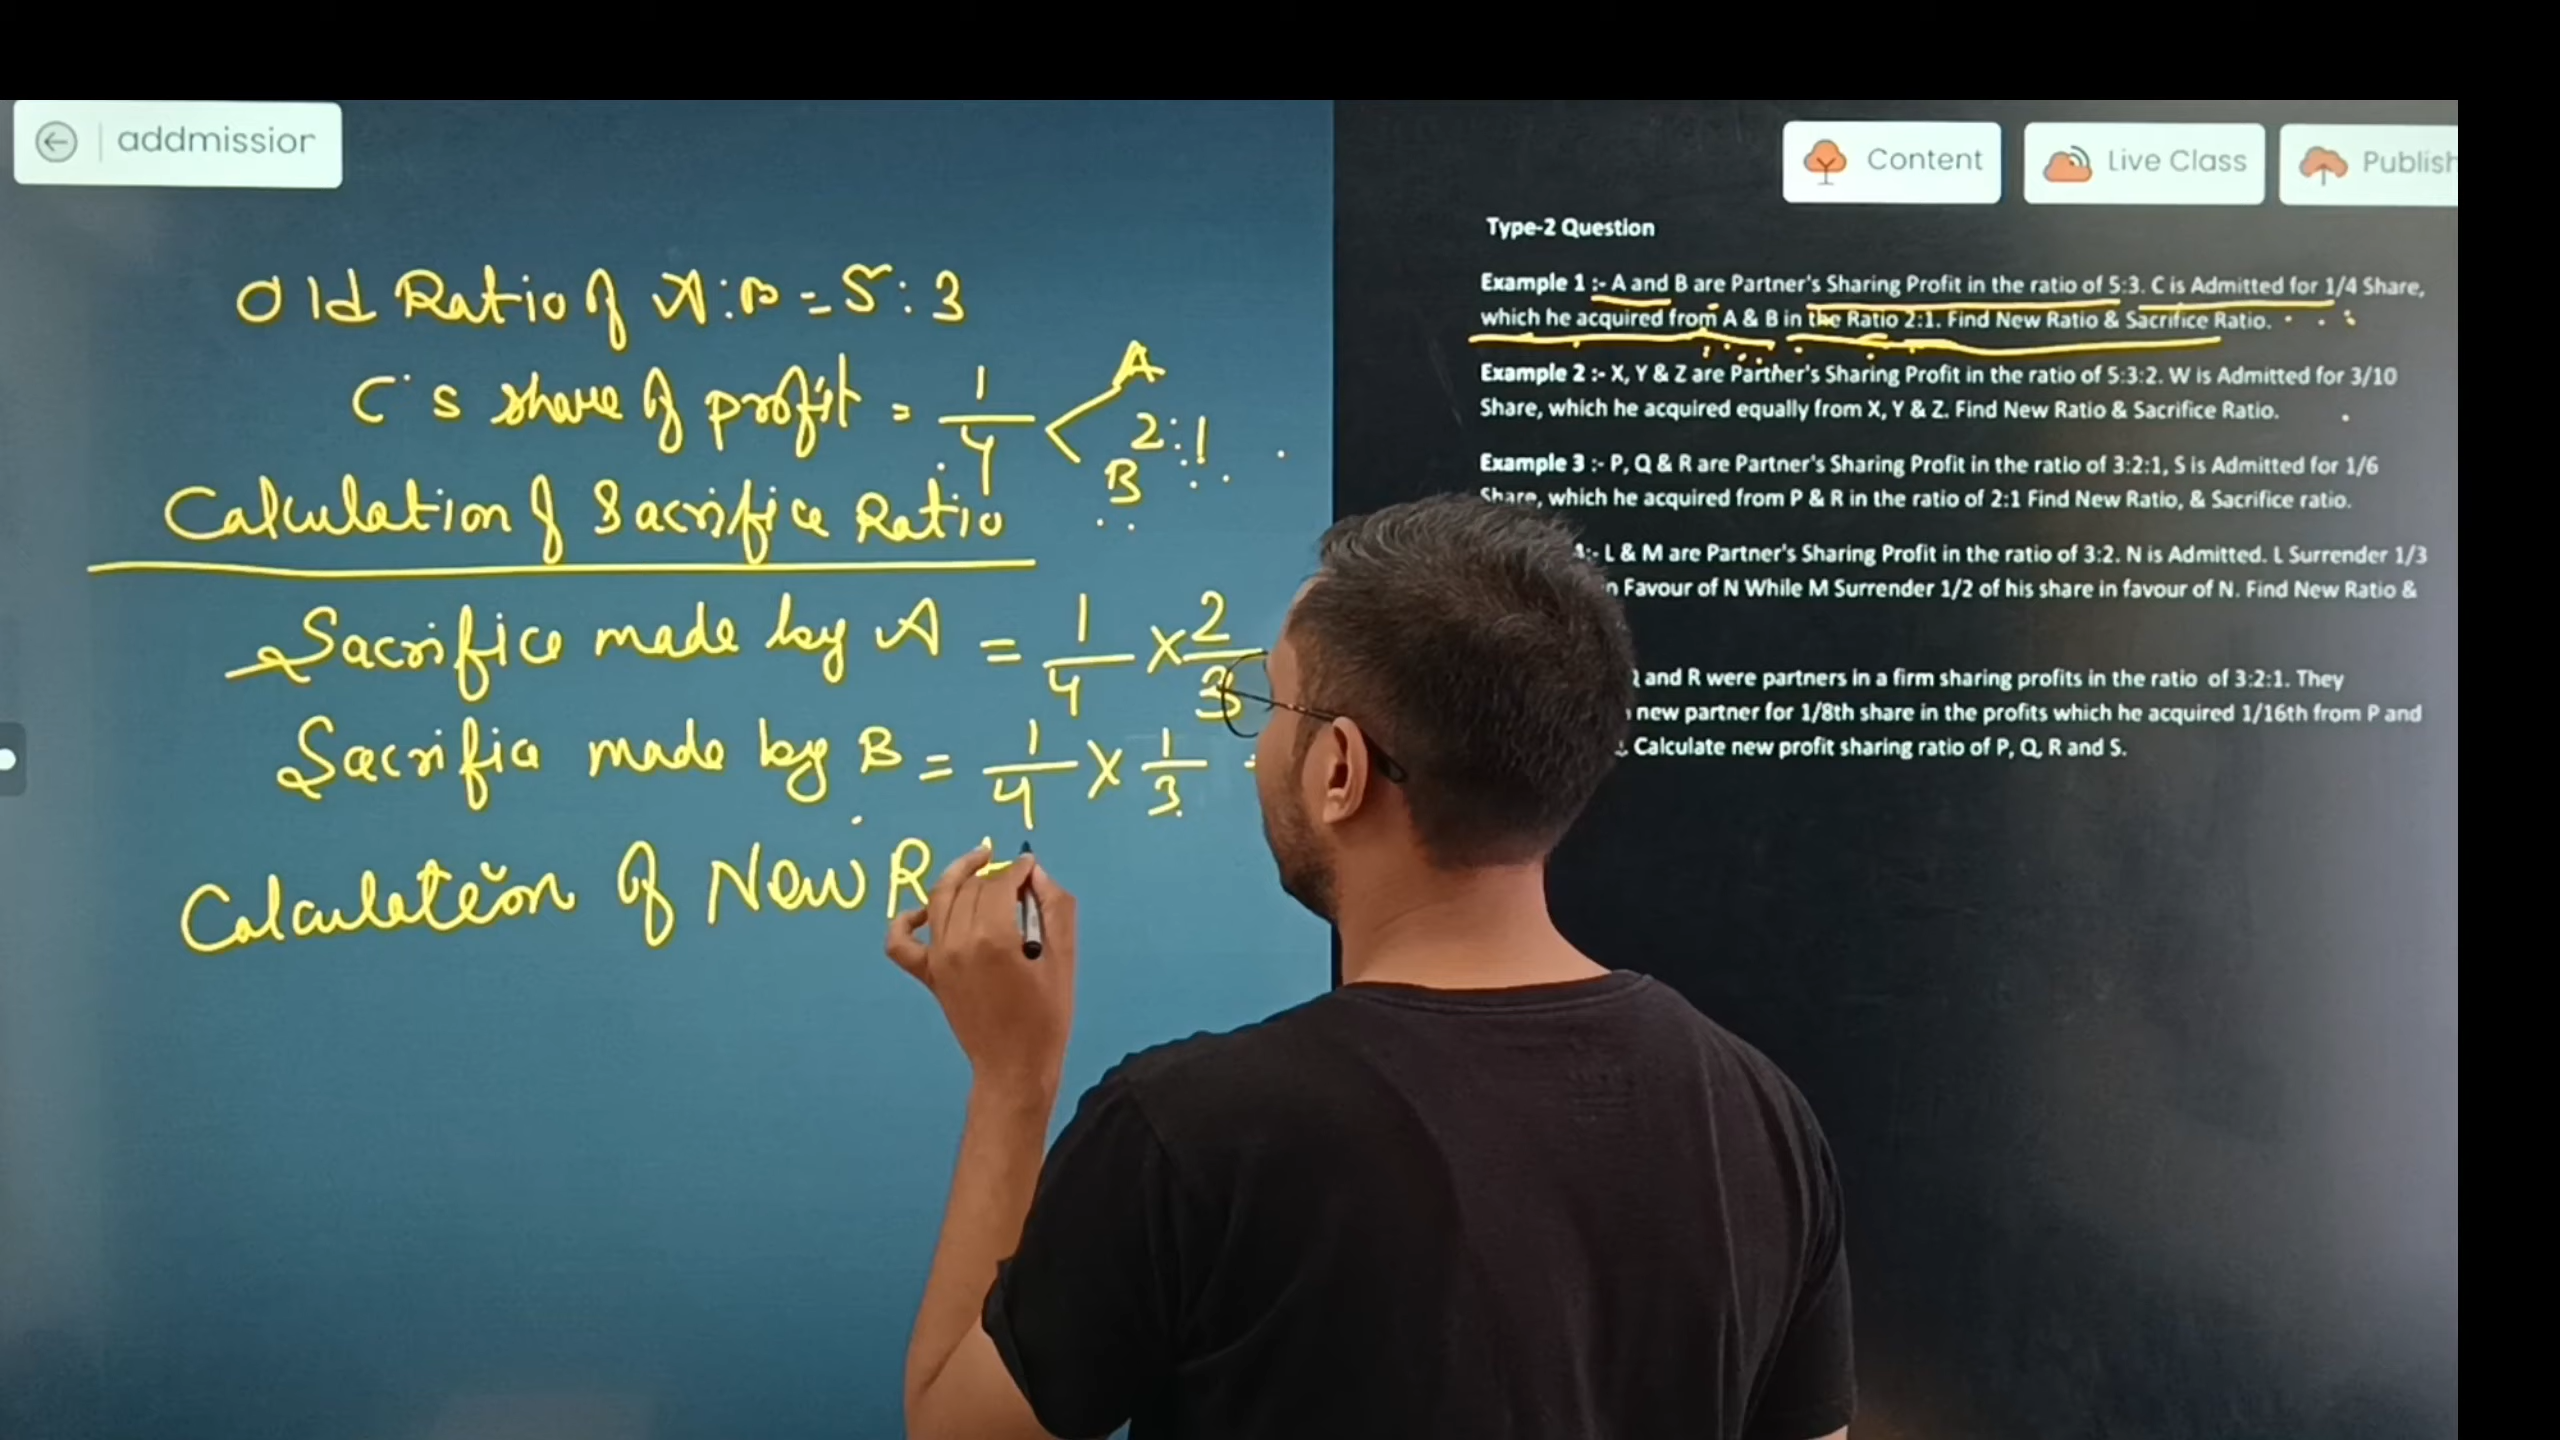 addmission
Content
Live Class
Publish
Old Ratio of A:B = 5:3
C's share of profit = 1/4 < A
2:1
B
Calculation of Sacrifice Ratio
Sacrifice made by A = 1/4 × 2/3
Sacrifice made by B = 1/4 × 1/3 =
Calculation of New R
Type-2 Question
Example 1 :- A and B are Partner's Sharing Profit in the ratio of 5:3. C is Admitted for 1/4 Share,
which he acquired from A & B in the Ratio 2:1. Find New Ratio & Sacrifice Ratio.
Example 2 :- X, Y & Z are Partner's Sharing Profit in the ratio of 5:3:2. W is Admitted for 3/10
Share, which he acquired equally from X, Y & Z. Find New Ratio & Sacrifice Ratio.
Example 3 :- P, Q & R are Partner's Sharing Profit in the ratio of 3:2:1, S is Admitted for 1/6
Share, which he acquired from P & R in the ratio of 2:1 Find New Ratio, & Sacrifice ratio.
:- L & M are Partner's Sharing Profit in the ratio of 3:2. N is Admitted. L Surrender 1/3
Favour of N While M Surrender 1/2 of his share in favour of N. Find New Ratio &
and R were partners in a firm sharing profits in the ratio of 3:2:1. They
new partner for 1/8th share in the profits which he acquired 1/16th from P and
Calculate new profit sharing ratio of P, Q, R and S.